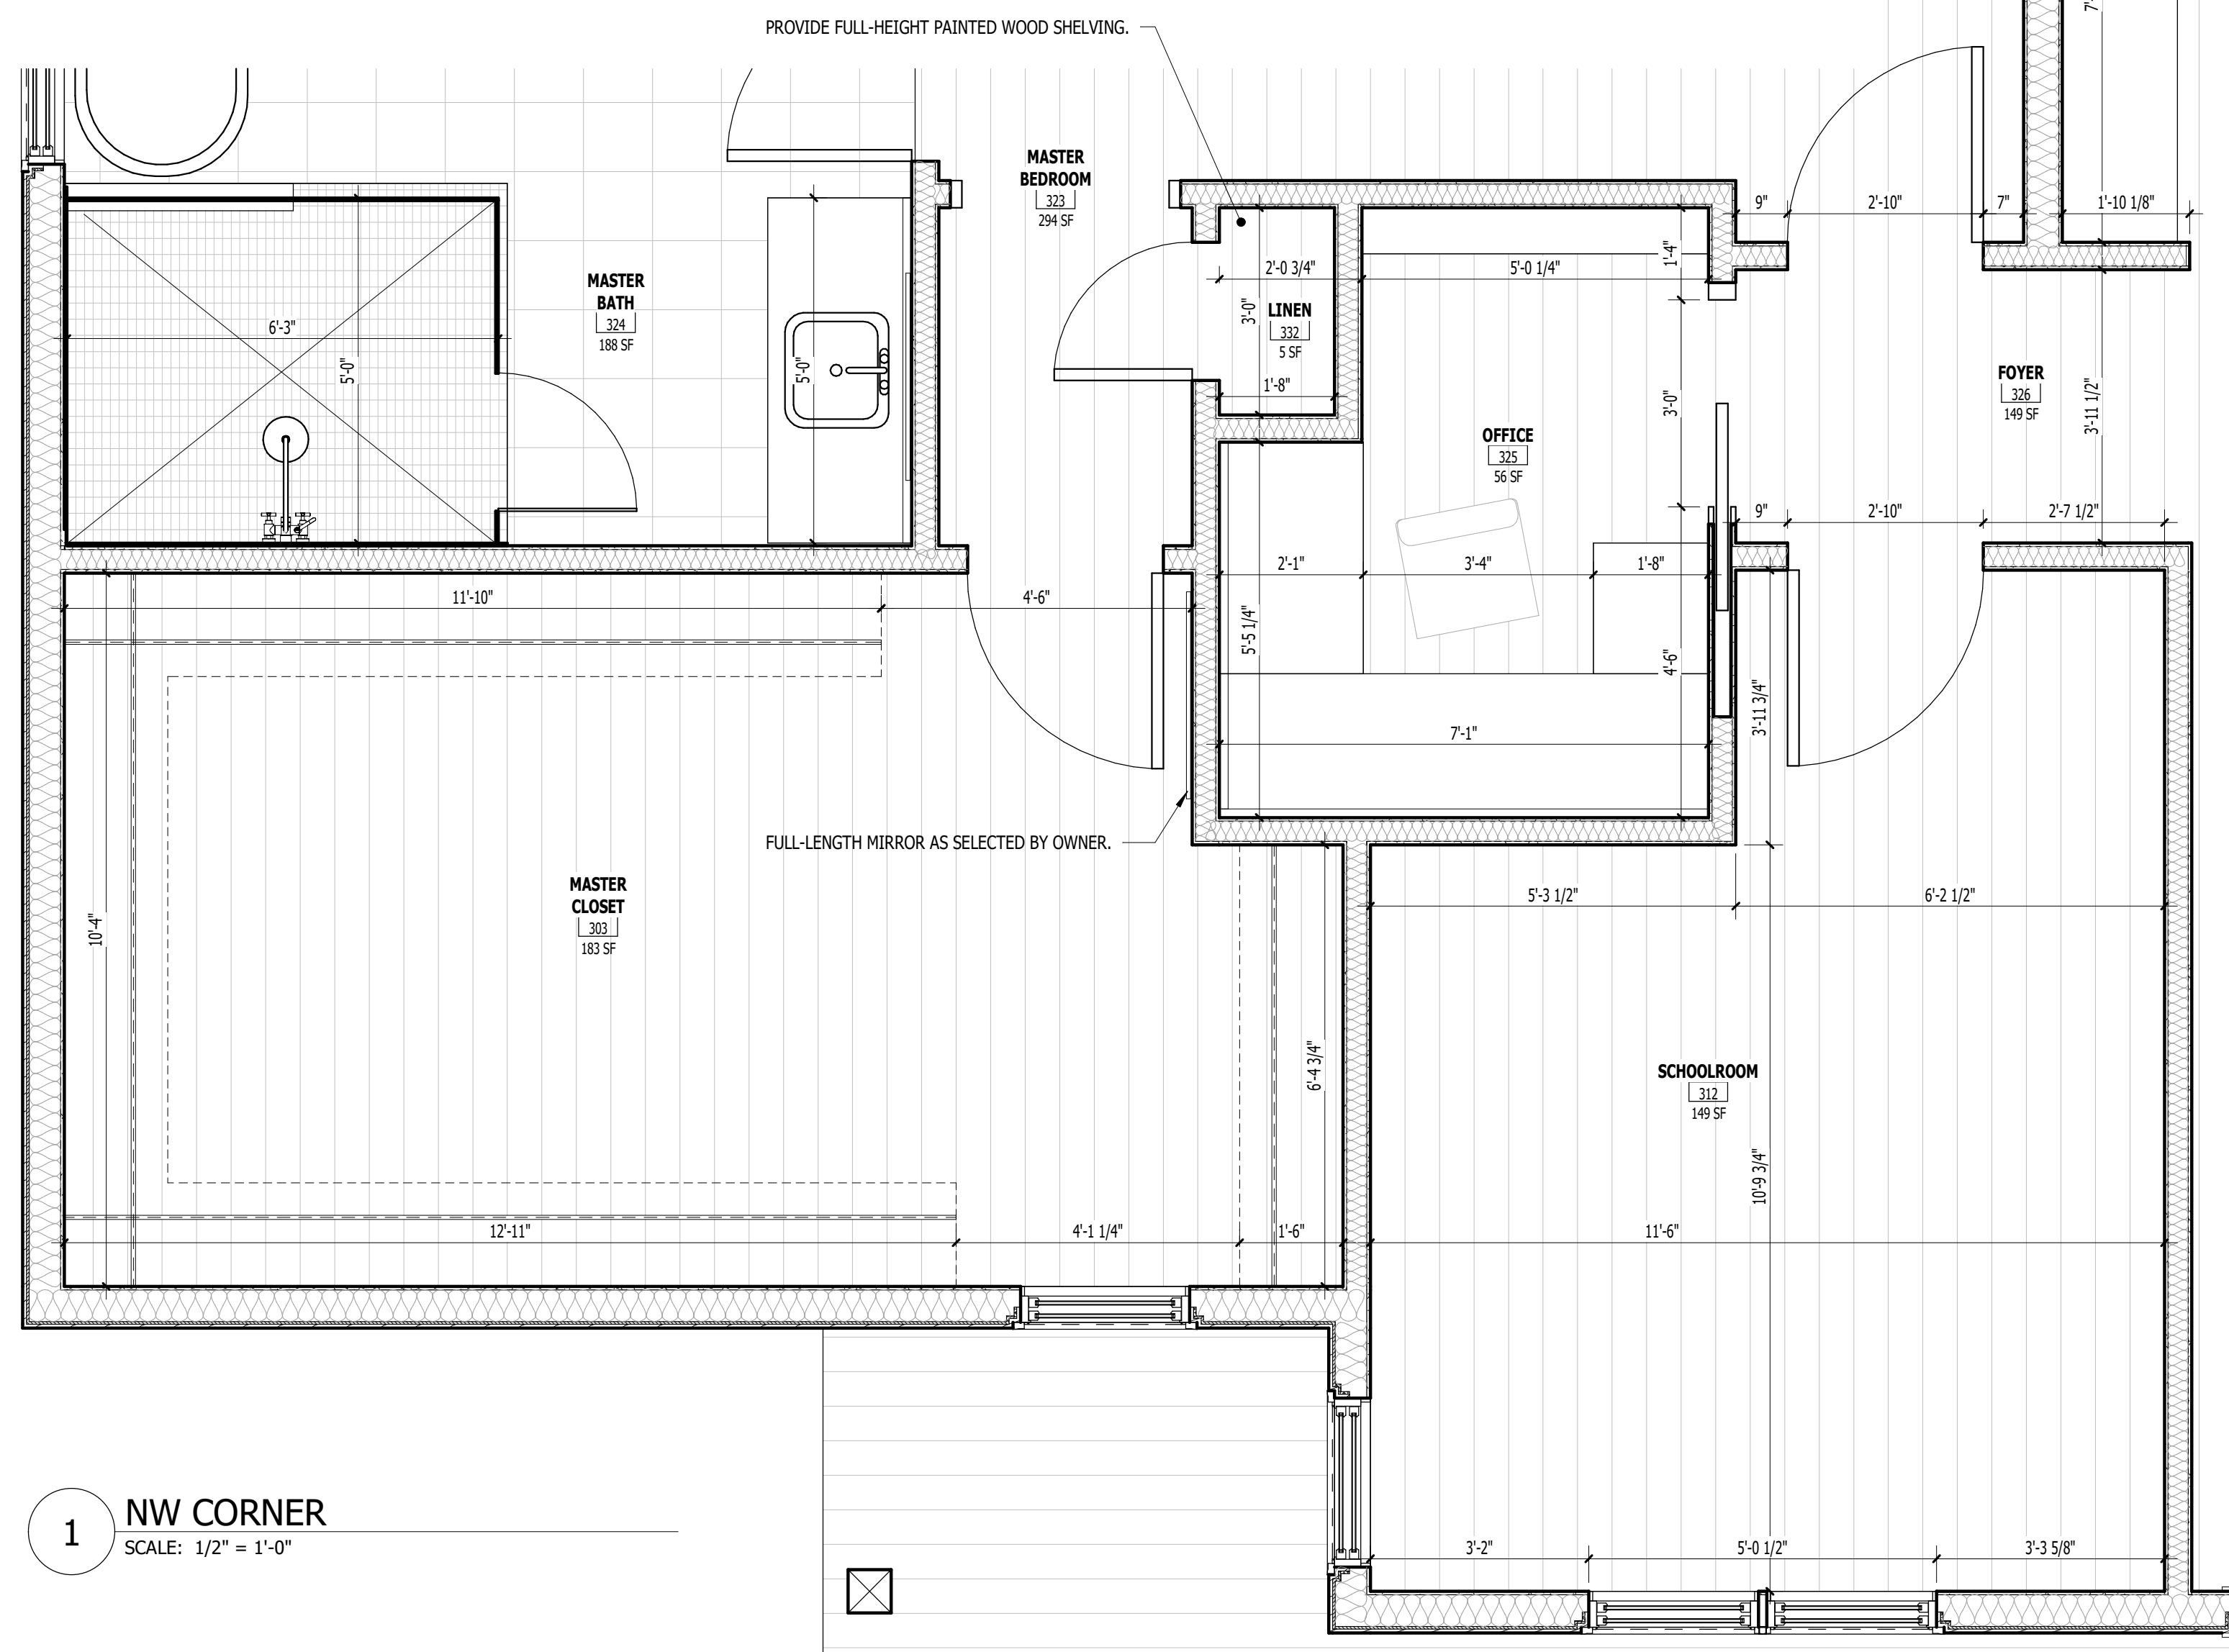 PROVIDE FULL-HEIGHT PAINTED WOOD SHELVING.
MASTER
BEDROOM
323
294 SF
9"
2'-10"
7"
1'-10 1/8"
7'-
1'-4"
2'-0 3/4"
5'-0 1/4"
MASTER
BATH
324
188 SF
3'-0"
LINEN
332
5 SF
1'-8"
6'-3"
5'-0"
5'-0"
3'-0"
FOYER
326
149 SF
3'-11 1/2"
OFFICE
325
56 SF
9"
2'-10"
2'-7 1/2"
2'-1"
3'-4"
1'-8"
11'-10"
4'-6"
5'-5 1/4"
4'-6"
3'-11 3/4"
7'-1"
FULL-LENGTH MIRROR AS SELECTED BY OWNER.
MASTER
CLOSET
303
183 SF
10'-4"
5'-3 1/2"
6'-2 1/2"
6'-4 3/4"
SCHOOLROOM
312
149 SF
10'-9 3/4"
12'-11"
4'-1 1/4"
1'-6"
11'-6"
3'-2"
5'-0 1/2"
3'-3 5/8"
1
NW CORNER
SCALE: 1/2" = 1'-0"